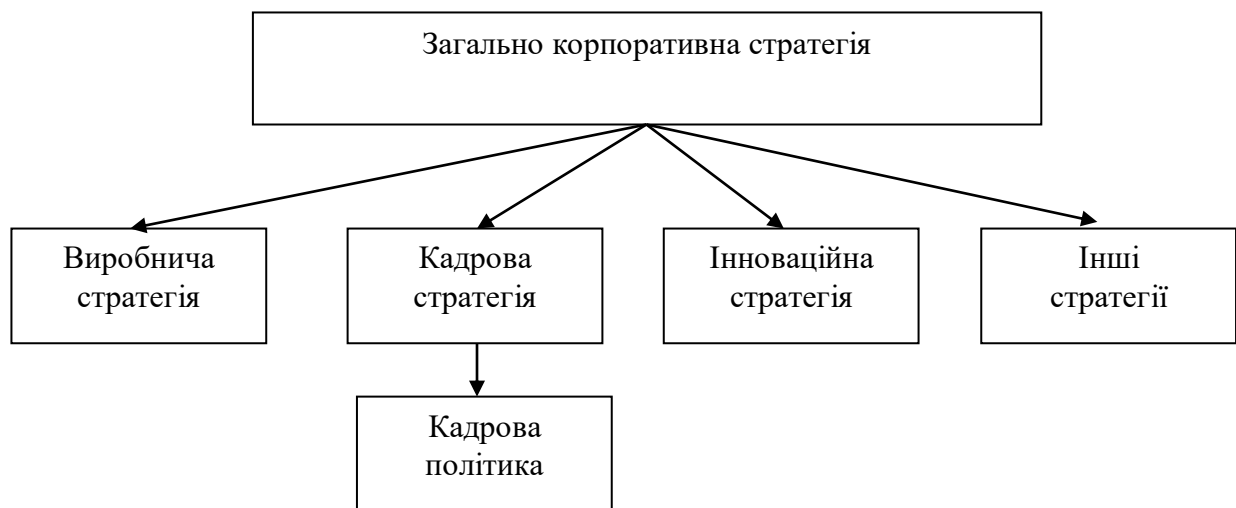 Загально корпоративна стратегія
Виробнича
стратегія
Кадрова
стратегія
Інноваційна
стратегія
Інші
стратегії
Кадрова
політика